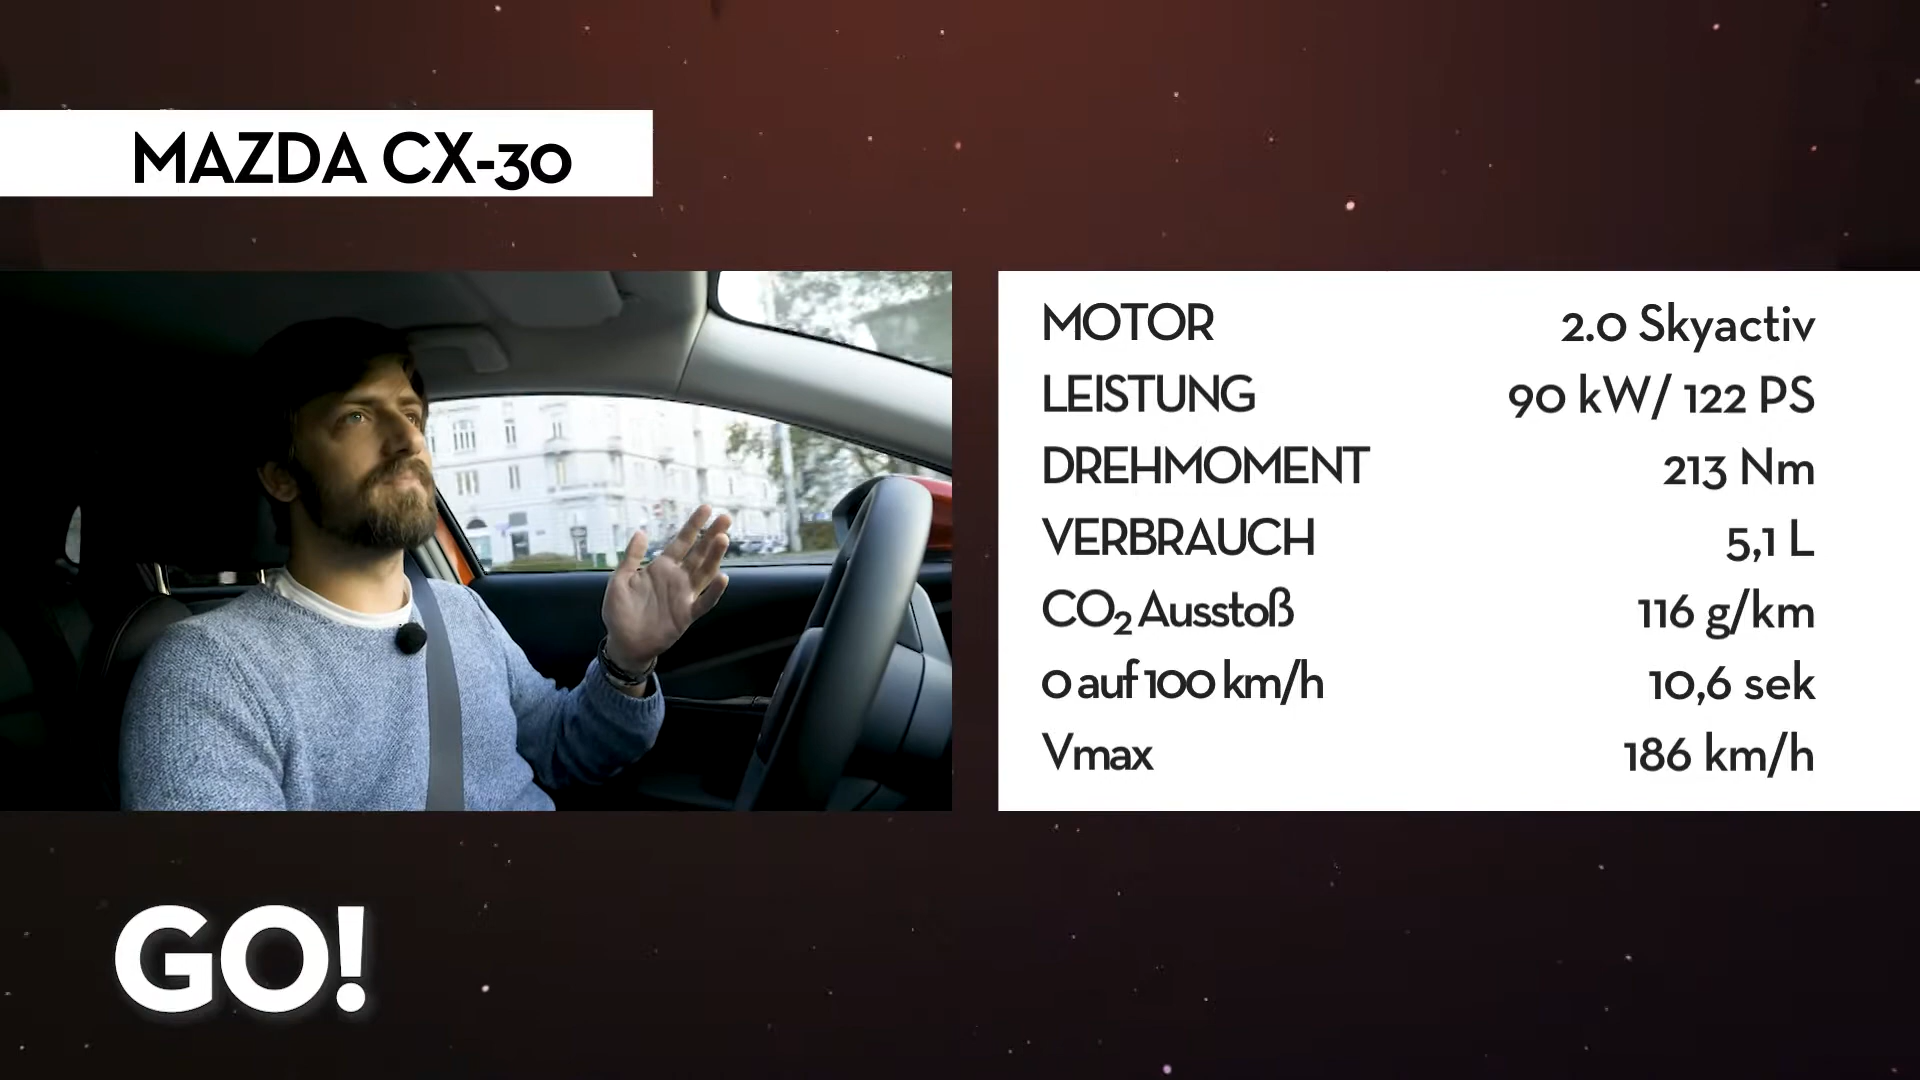 MAZDA CX-30
MOTOR 2.0 Skyactiv
LEISTUNG 90 kW/ 122 PS
DREHMOMENT 213 Nm
VERBRAUCH 5,1 L
CO₂ Ausstoß 116 g/km
0 auf 100 km/h 10,6 sek
Vmax 186 km/h
GO!